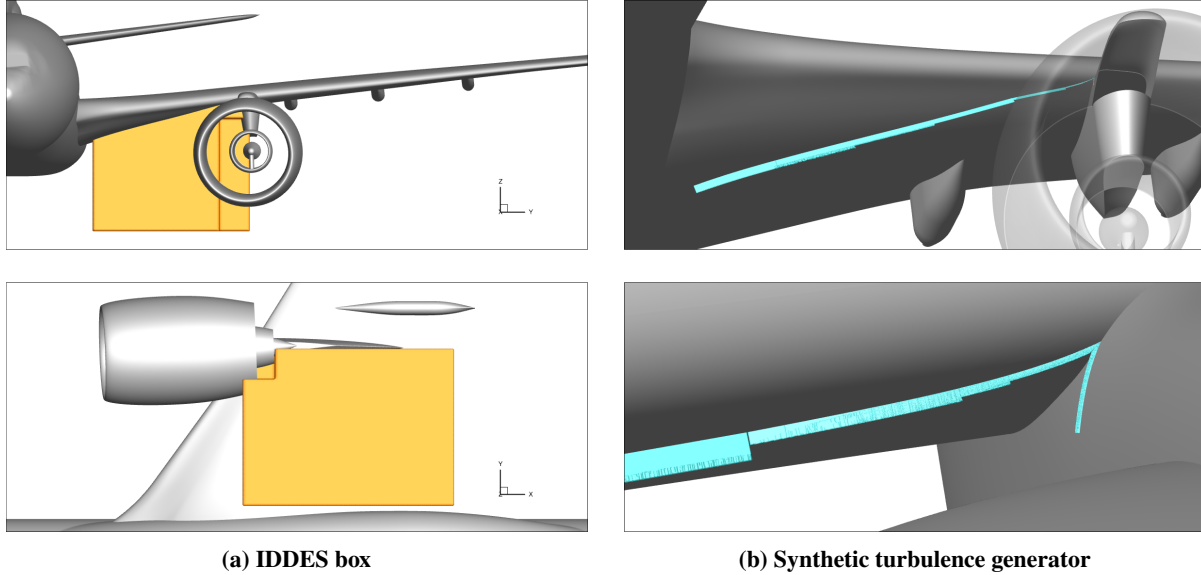 Z
X
Y
Y
Z
X
(a) IDDES box
(b) Synthetic turbulence generator